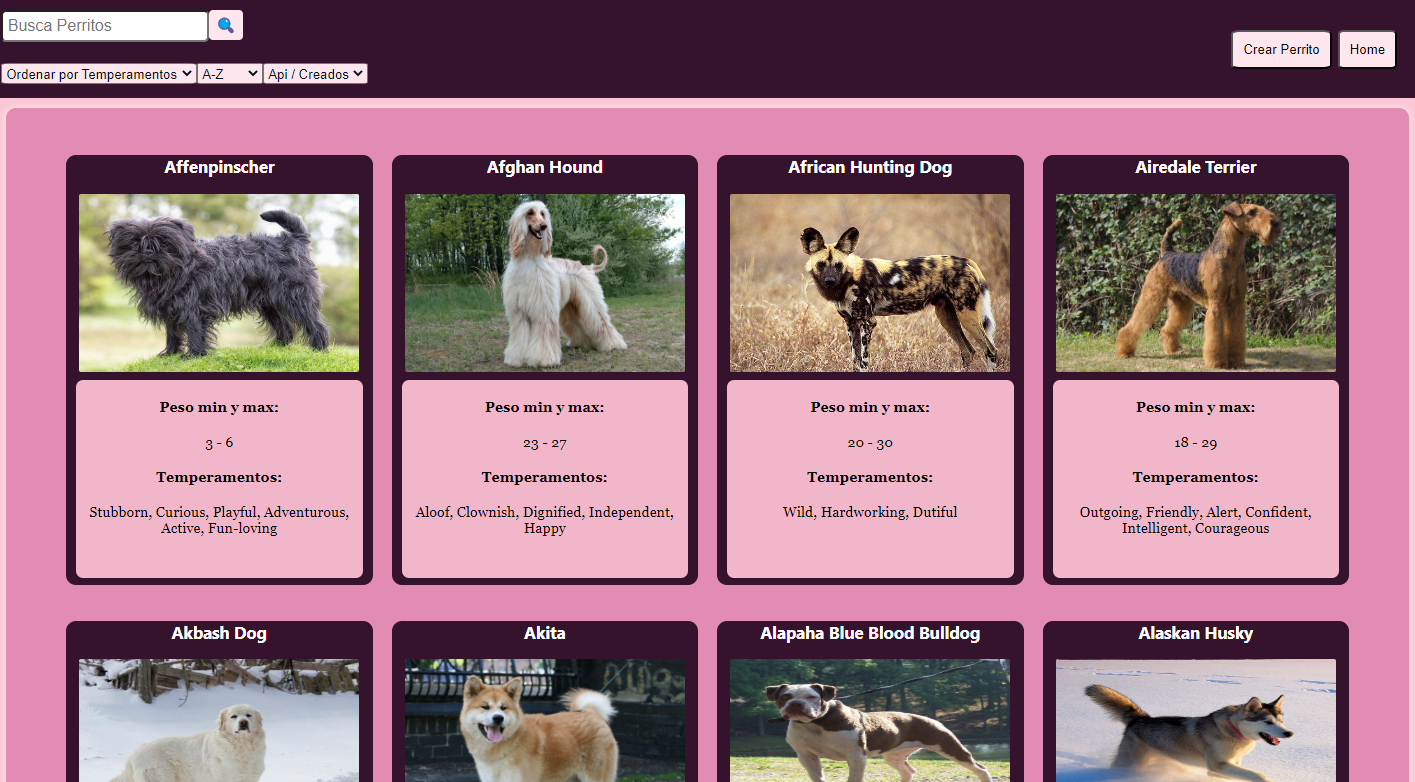 Busca Perritos
Crear Perrito Home
Ordenar por Temperamentos A-Z Api / Creados
Affenpinscher
Peso min y max:
3 - 6
Temperamentos:
Stubborn, Curious, Playful, Adventurous,
Active, Fun-loving
Afghan Hound
Peso min y max:
23 - 27
Temperamentos:
Aloof, Clownish, Dignified, Independent,
Happy
African Hunting Dog
Peso min y max:
20 - 30
Temperamentos:
Wild, Hardworking, Dutiful
Airedale Terrier
Peso min y max:
18 - 29
Temperamentos:
Outgoing, Friendly, Alert, Confident,
Intelligent, Courageous
Akbash Dog
Akita
Alapaha Blue Blood Bulldog
Alaskan Husky